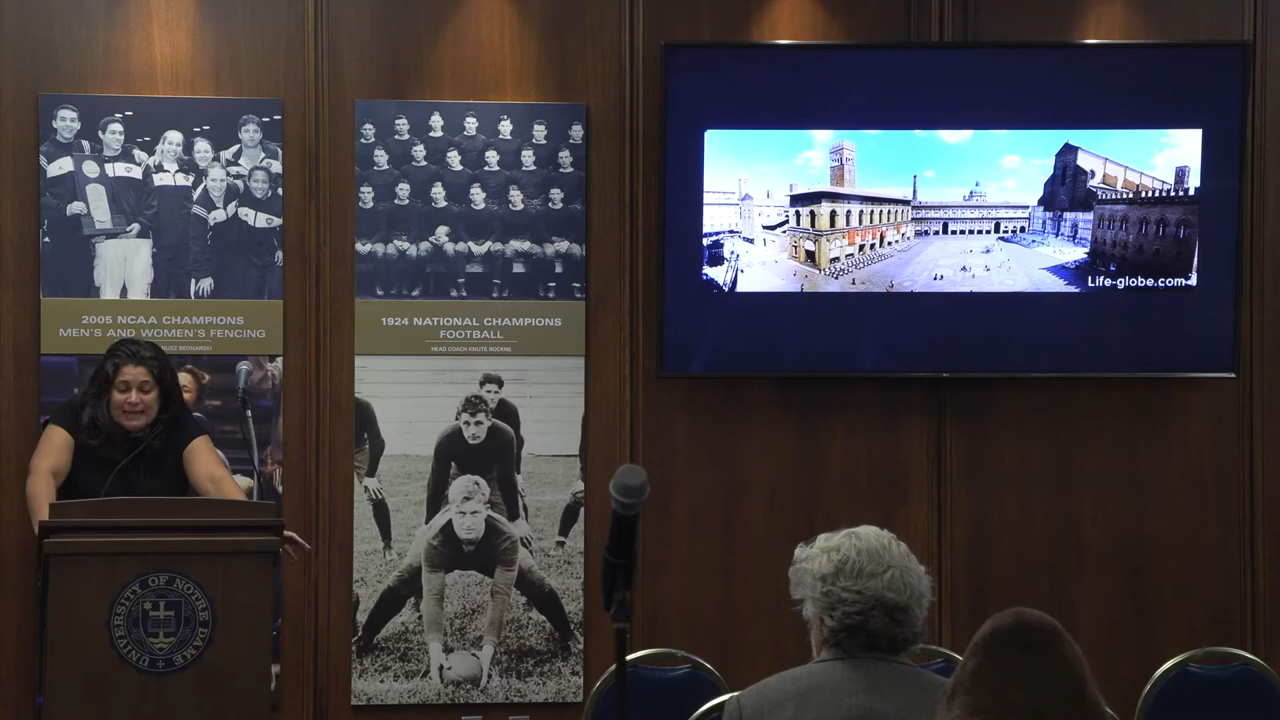 2005 NCAA CHAMPIONS
MEN'S AND WOMEN'S FENCING
BEDNARSKI
1924 NATIONAL CHAMPIONS
FOOTBALL
HEAD COACH KNUTE ROCKNE
Life-globe.com
UNIVERSITY OF NOTRE DAME